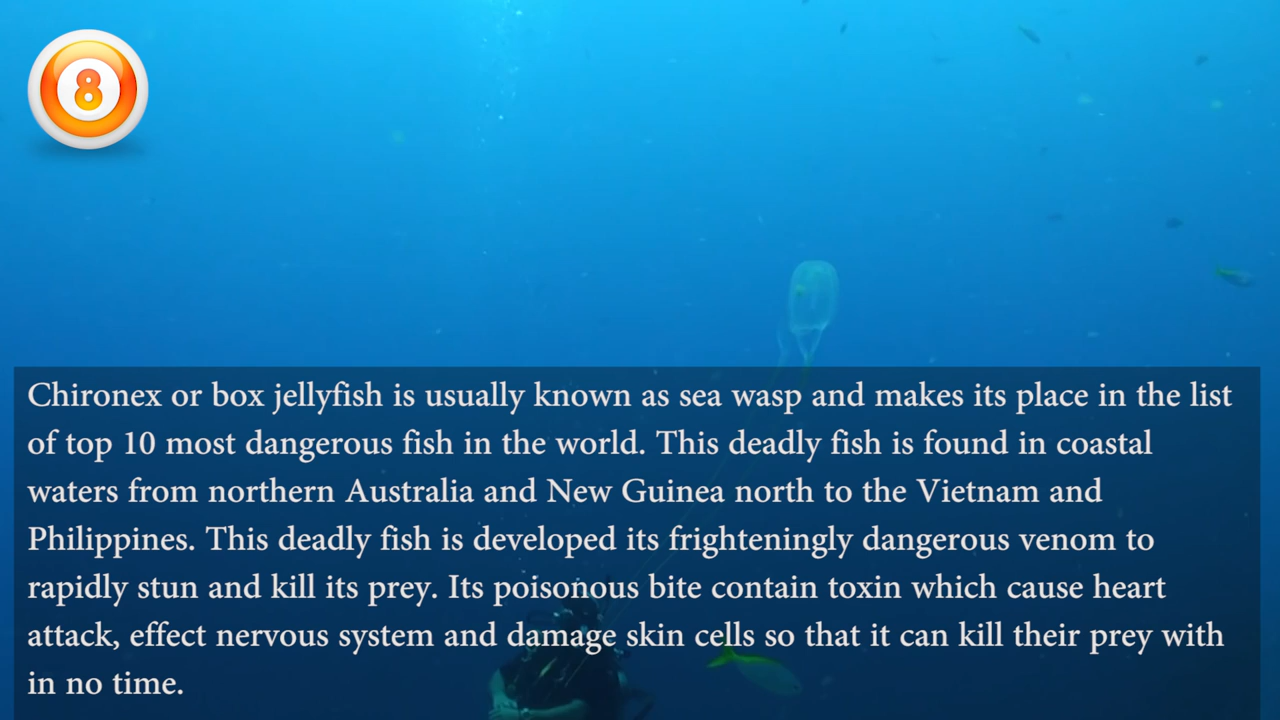 8
Chironex or box jellyfish is usually known as sea wasp and makes its place in the list
of top 10 most dangerous fish in the world. This deadly fish is found in coastal
waters from northern Australia and New Guinea north to the Vietnam and
Philippines. This deadly fish is developed its frighteningly dangerous venom to
rapidly stun and kill its prey. Its poisonous bite contain toxin which cause heart
attack, effect nervous system and damage skin cells so that it can kill their prey with
in no time.